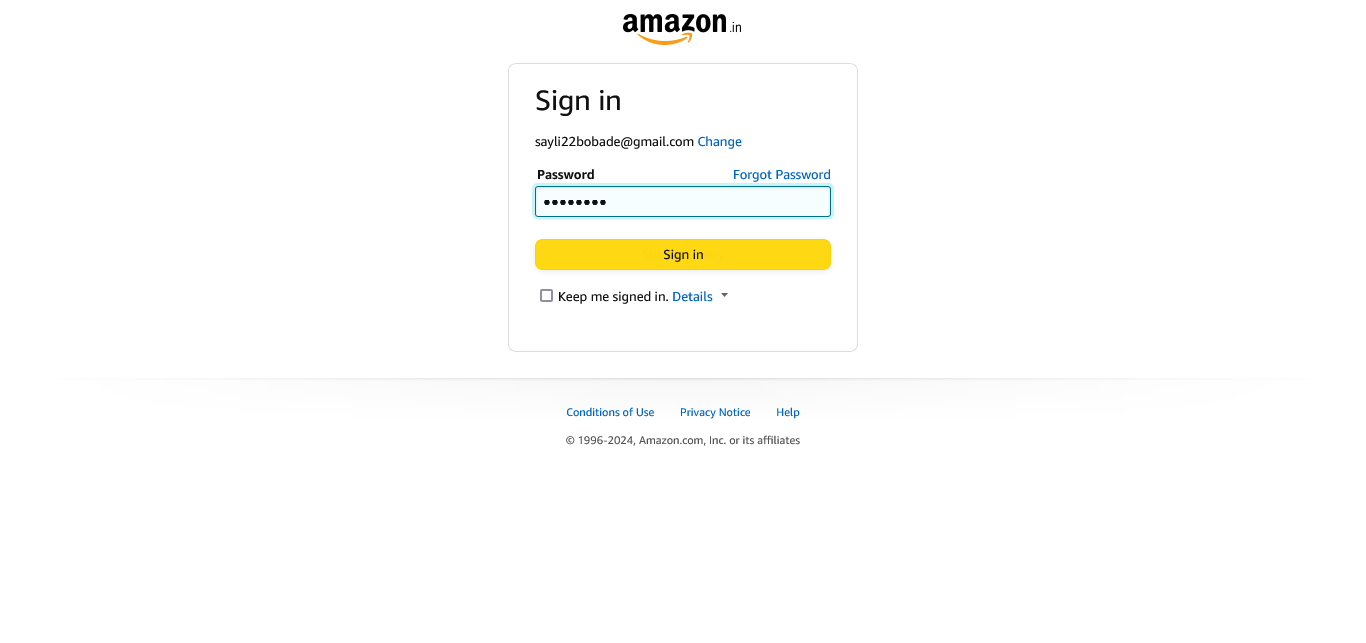 amazon.in
Sign in
sayli22bobade@gmail.com Change
Password Forgot Password
••••••••
Sign in
Keep me signed in. Details
Conditions of Use Privacy Notice Help
© 1996-2024, Amazon.com, Inc. or its affiliates